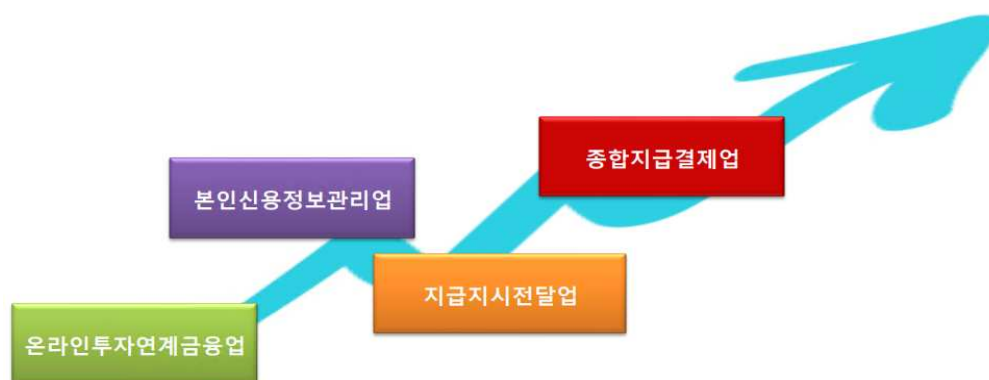 종합지급결제업
본인신용정보관리업
지급지시전달업
온라인투자연계금융업